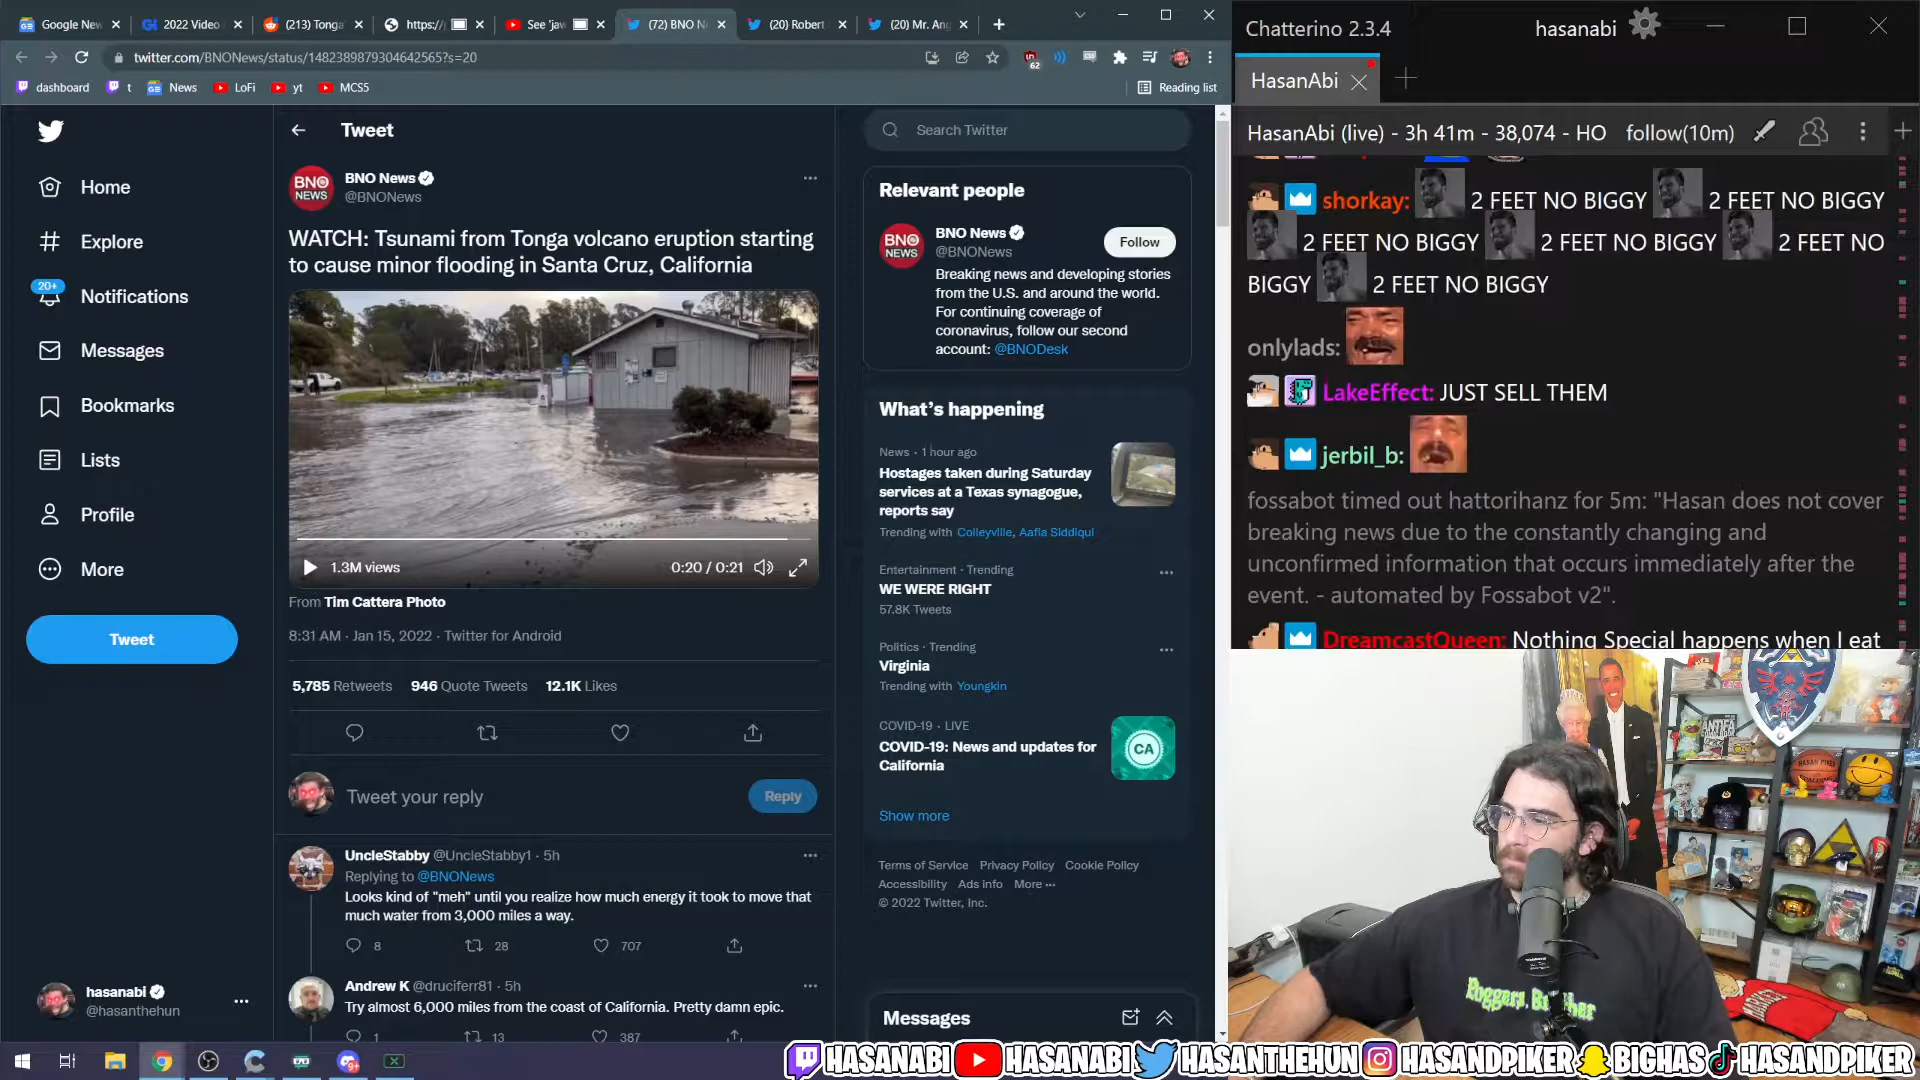 Google New
2022 Video
(213) Tonga
https://
See 'jaw
(72) BNO N
(20) Robert
(20) Mr. Ang
twitter.com/BNONews/status/1482389879304642565?s=20
62
dashboard
t
News
LoFi
yt
MCS5
Reading list
Home
Explore
20+
Notifications
Messages
Bookmarks
Lists
Profile
More
Tweet
hasanabi
@hasanthehun
Tweet
BNO
NEWS
BNO News
@BNONews
WATCH: Tsunami from Tonga volcano eruption starting
to cause minor flooding in Santa Cruz, California
1.3M views
0:20 / 0:21
From Tim Cattera Photo
8:31 AM · Jan 15, 2022 · Twitter for Android
5,785 Retweets 946 Quote Tweets 12.1K Likes
Tweet your reply
Reply
UncleStabby @UncleStabby1 · 5h
Replying to @BNONews
Looks kind of "meh" until you realize how much energy it took to move that
much water from 3,000 miles a way.
8
28
707
Andrew K @druciferr81 · 5h
Try almost 6,000 miles from the coast of California. Pretty damn epic.
1
13
387
Search Twitter
Relevant people
BNO
NEWS
BNO News
@BNONews
Follow
Breaking news and developing stories
from the U.S. and around the world.
For continuing coverage of
coronavirus, follow our second
account: @BNODesk
What's happening
News · 1 hour ago
Hostages taken during Saturday
services at a Texas synagogue,
reports say
Trending with Colleyville, Aafia Siddiqui
Entertainment · Trending
WE WERE RIGHT
57.8K Tweets
Politics · Trending
Virginia
Trending with Youngkin
COVID-19 · LIVE
COVID-19: News and updates for
California
CA
Show more
Terms of Service Privacy Policy Cookie Policy
Accessibility Ads info More ···
© 2022 Twitter, Inc.
Messages
Chatterino 2.3.4
hasanabi
HasanAbi
HasanAbi (live) - 3h 41m - 38,074 - HO
follow(10m)
shorkay: 2 FEET NO BIGGY 2 FEET NO BIGGY
2 FEET NO BIGGY 2 FEET NO BIGGY 2 FEET NO
BIGGY 2 FEET NO BIGGY
onlylads:
LakeEffect: JUST SELL THEM
jerbil_b:
fossabot timed out hattorihanz for 5m: "Hasan does not cover
breaking news due to the constantly changing and
unconfirmed information that occurs immediately after the
event. - automated by Fossabot v2".
DreamcastQueen: Nothing Special happens when I eat
HASANABI
HASANABI
HASANTHEHUN
HASANDPIKER
BIGHAS
HASANDPIKER